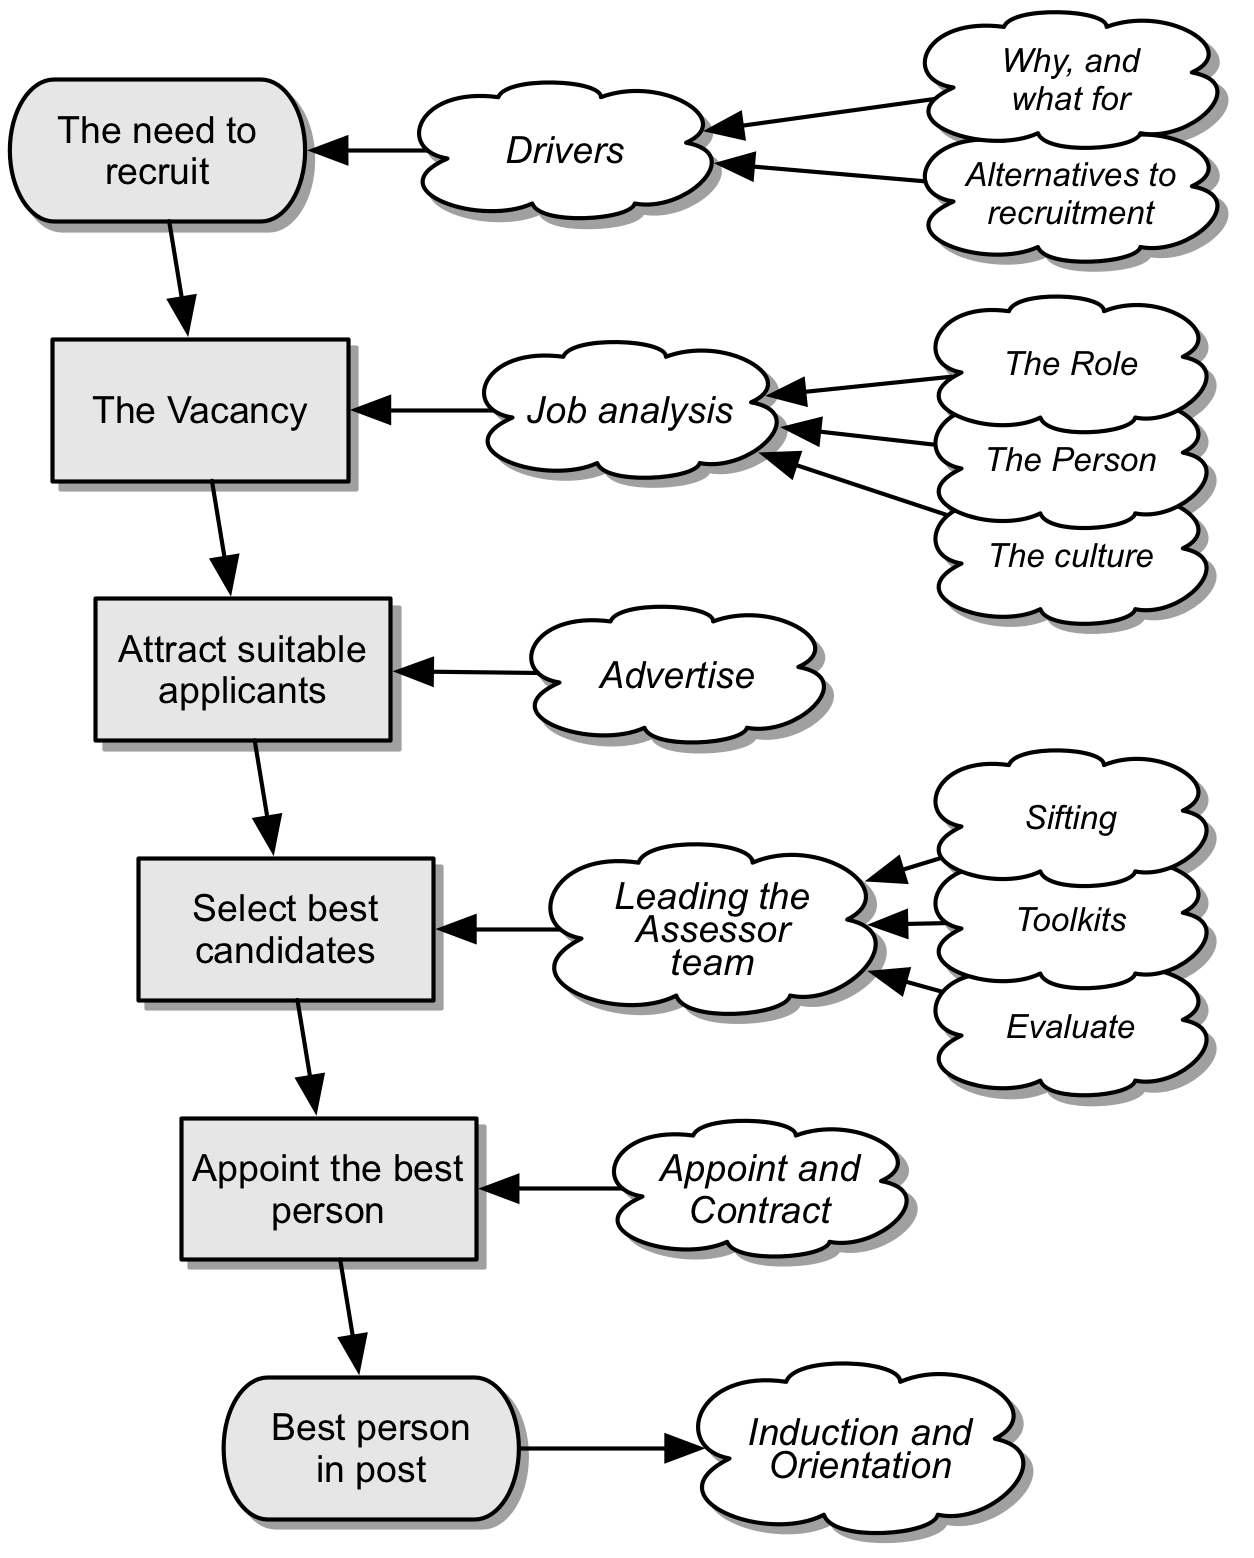 The need to
recruit
Drivers
Why, and
what for
Alternatives to
recruitment
The Vacancy
Job analysis
The Role
The Person
The culture
Attract suitable
applicants
Advertise
Select best
candidates
Leading the
Assessor
team
Sifting
Toolkits
Evaluate
Appoint the best
person
Appoint and
Contract
Best person
in post
Induction and
Orientation